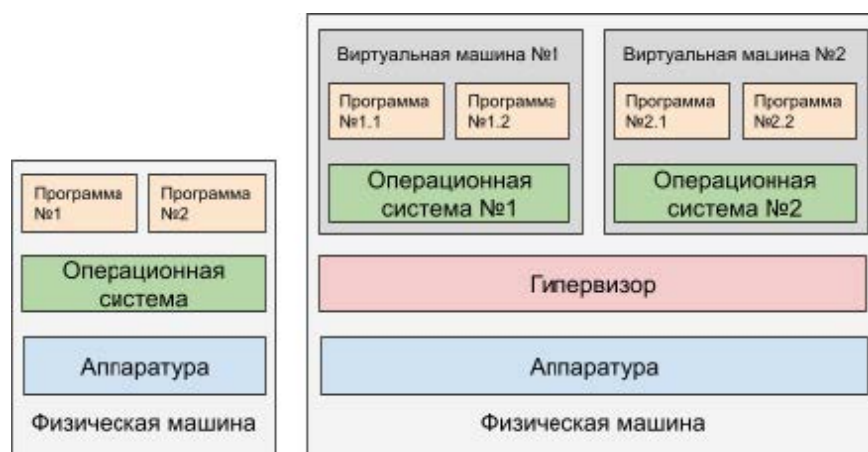 Программа
№1
Программа
№2
Операционная
система
Аппаратура
Физическая машина
Виртуальная машина №1
Программа
№1.1
Программа
№1.2
Операционная
система №1
Виртуальная машина №2
Программа
№2.1
Программа
№2.2
Операционная
система №2
Гипервизор
Аппаратура
Физическая машина